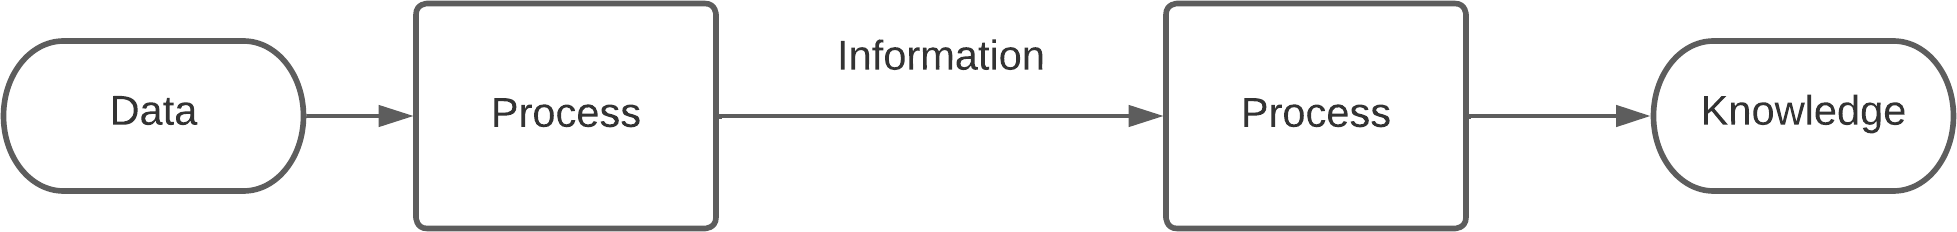 Data
Process
Information
Process
Knowledge